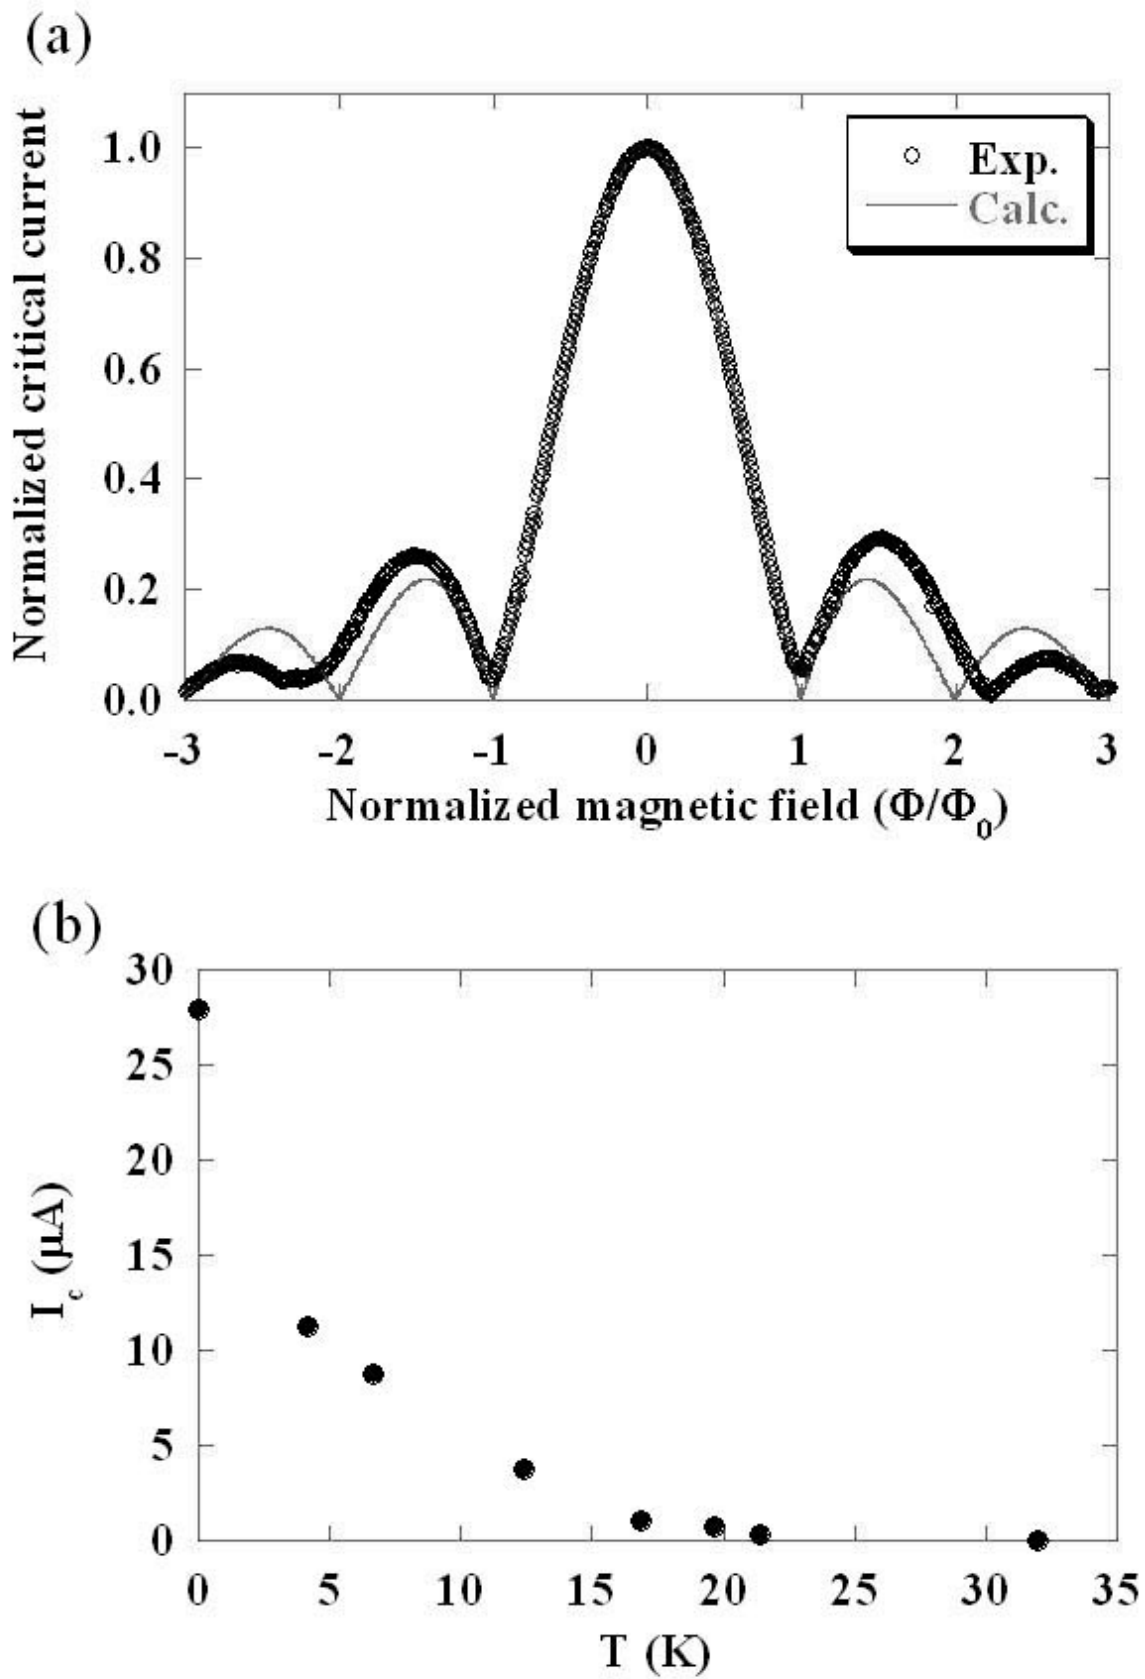 (a)
Normalized critical current
1.0
0.8
0.6
0.4
0.2
0.0
Exp.
Calc.
-3 -2 -1 0 1 2 3
Normalized magnetic field (Φ/Φ₀)
(b)
I_c (μA)
30
25
20
15
10
5
0
0 5 10 15 20 25 30 35
T (K)